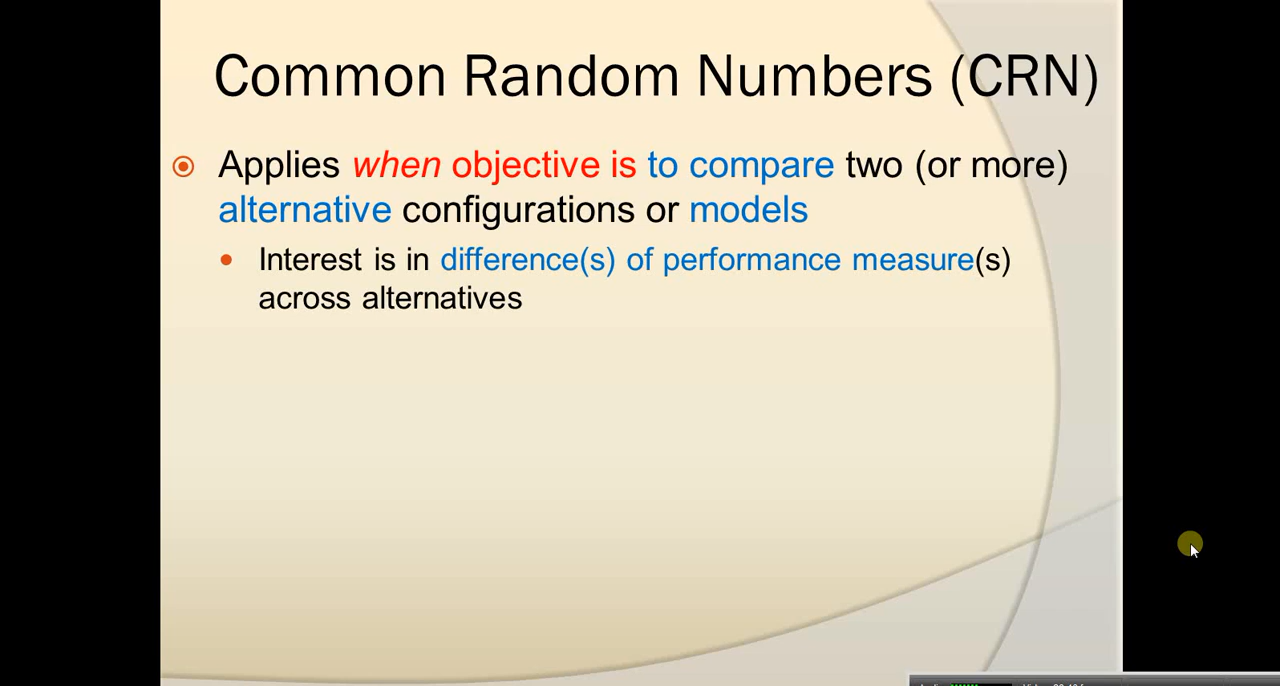 Common Random Numbers (CRN)
Applies when objective is to compare two (or more)
alternative configurations or models
Interest is in difference(s) of performance measure(s)
across alternatives